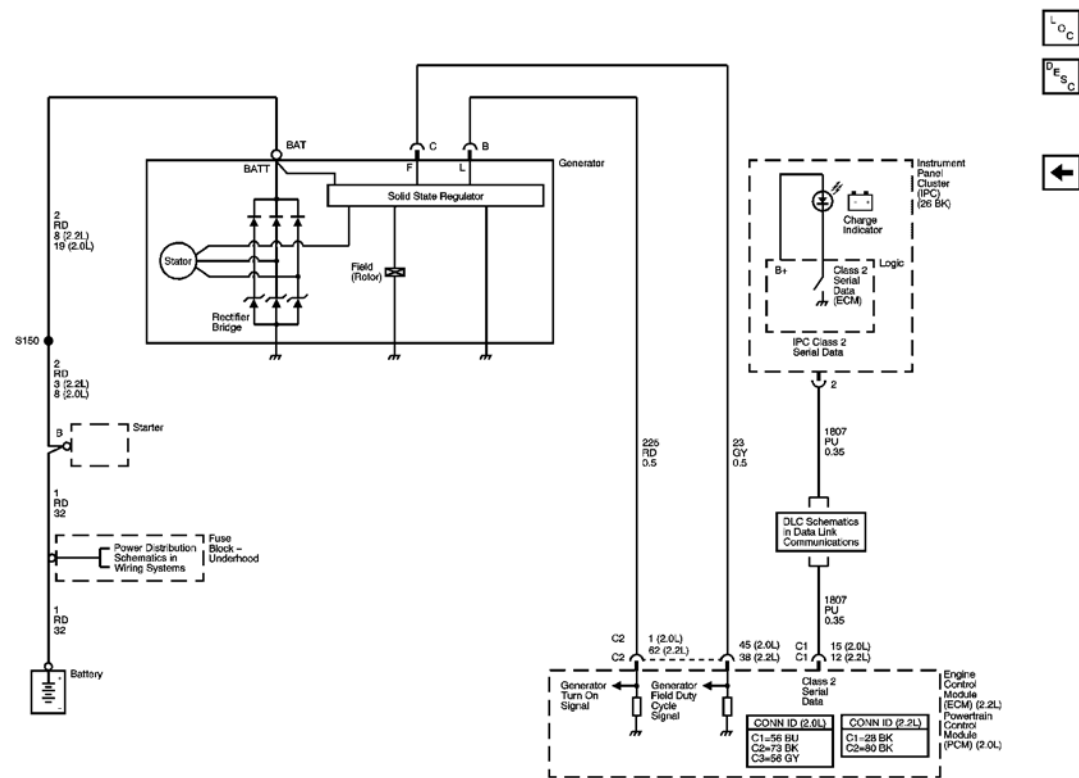 L O C
D E S C
BAT
C
B
BATT
F
L
Generator
Solid State Regulator
Stator
Field
(Rotor)
Rectifier
Bridge
2
RD
8 (2.2L)
19 (2.0L)
S150
2
RD
3 (2.2L)
8 (2.0L)
B
Starter
1
RD
32
Power Distribution
Schematics in
Wiring Systems
Fuse
Block –
Underhood
1
RD
32
Battery
Instrument
Panel
Cluster
(IPC)
(26 BK)
Charge
Indicator
B+
Class 2
Serial
Data
(ECM)
Logic
IPC Class 2
Serial Data
2
1807
PU
0.35
DLC Schematics
in Data Link
Communications
1807
PU
0.35
225
RD
0.5
23
GY
0.5
C2
1 (2.0L)
C2
62 (2.2L)
45 (2.0L)
38 (2.2L)
C1
15 (2.0L)
C1
12 (2.2L)
Generator
Turn On
Signal
Generator
Field Duty
Cycle
Signal
Class 2
Serial
Data
CONN ID (2.0L)
C1=56 BU
C2=73 BK
C3=56 GY
CONN ID (2.2L)
C1=28 BK
C2=80 BK
Engine
Control
Module
(ECM) (2.2L)
Powertrain
Control
Module
(PCM) (2.0L)